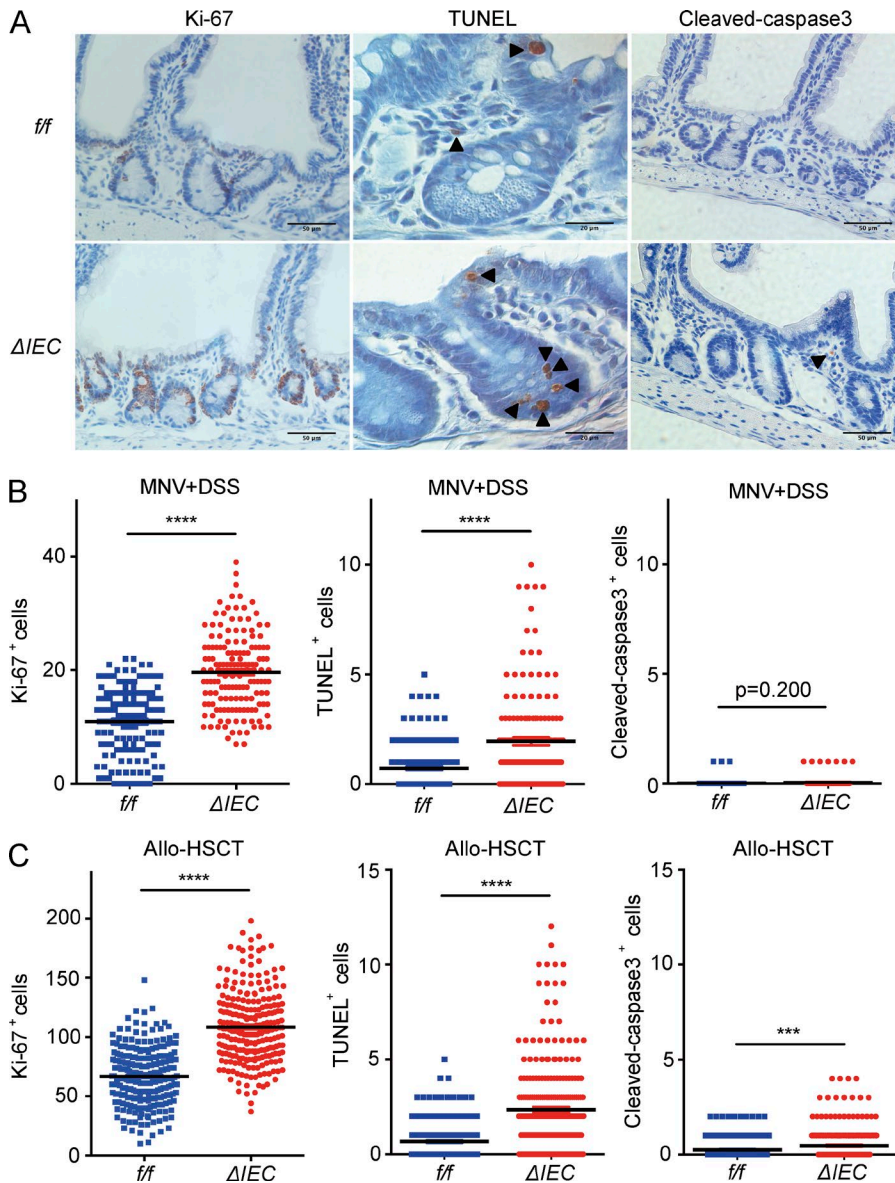 A
Ki-67
TUNEL
Cleaved-caspase3
f/f
50 µm
20 µm
50 µm
ΔIEC
50 µm
20 µm
50 µm
B
MNV+DSS
****
Ki-67+ cells
40
20
0
f/f
ΔIEC
MNV+DSS
****
TUNEL+ cells
10
5
0
f/f
ΔIEC
MNV+DSS
p=0.200
Cleaved-caspase3+ cells
10
5
0
f/f
ΔIEC
C
Allo-HSCT
****
Ki-67+ cells
200
150
100
50
0
f/f
ΔIEC
Allo-HSCT
****
TUNEL+ cells
15
10
5
0
f/f
ΔIEC
Allo-HSCT
***
Cleaved-caspase3+ cells
15
10
5
0
f/f
ΔIEC